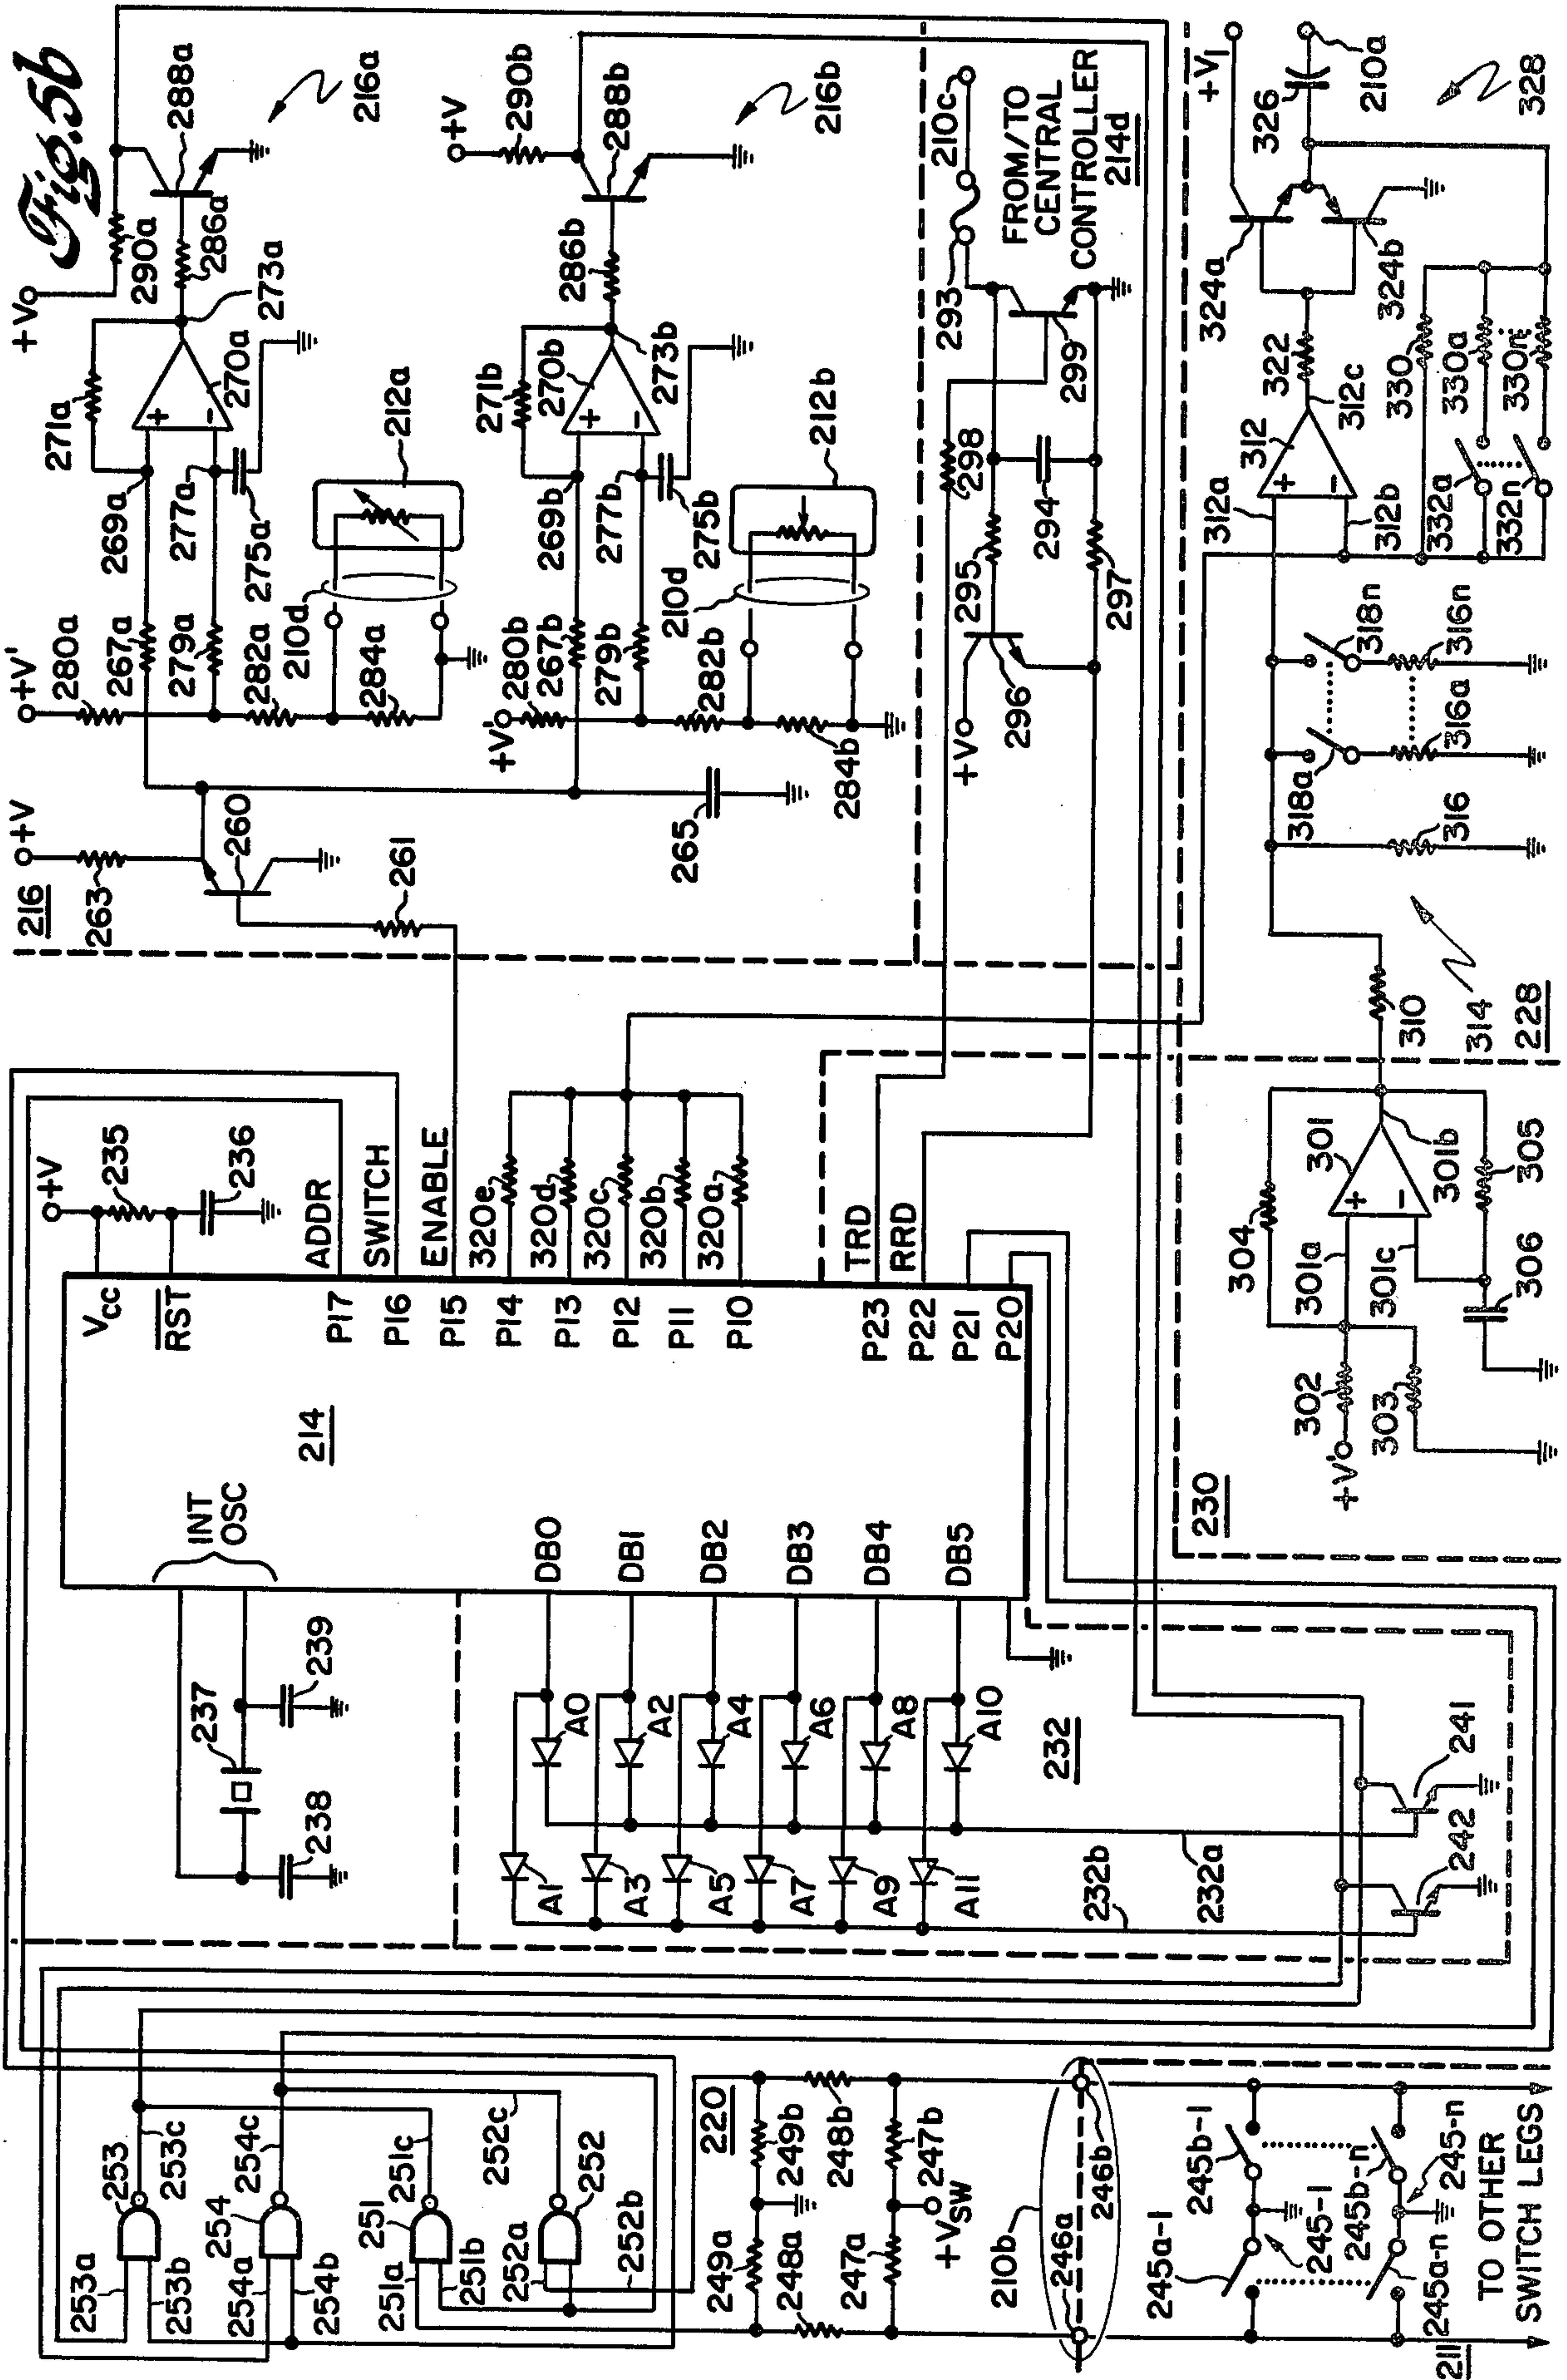 Fig. 5b
+V
290a
288a
216a
271a
273a
286a
270a
+
−
269a
277a
275a
212a
+V'
280a
267a
279a
282a
210d
284a
+V
216
263
260
261
265
+V
290b
288b
216b
271b
273b
286b
270b
+
−
269b
277b
275b
212b
+V'
280b
267b
279b
282b
210d
284b
210c
293
FROM/TO
CENTRAL
CONTROLLER
214d
299
298
295
294
297
296
+V
+V1
326
210a
324a
324b
328
322
312
312a
312b
312c
+
−
330
330a
330n
332a
332n
318a
318n
316
316a
316n
314
310
228
230
301
301a
301b
301c
+
−
302
303
304
305
306
+V'
+V
235
236
VCC
RST
ADDR
SWITCH
ENABLE
P17
P16
P15
P14
P13
P12
P11
P10
320e
320d
320c
320b
320a
TRD
RRD
P23
P22
P21
P20
214
INT
OSC
237
238
239
DB0
DB1
DB2
DB3
DB4
DB5
A0
A2
A4
A6
A8
A10
A1
A3
A5
A7
A9
A11
232
232a
232b
241
242
253
253a
253b
253c
254
254a
254b
254c
251
251a
251b
251c
252
252a
252b
252c
220
249a
249b
248a
248b
247a
247b
+VSW
210b
246a
246b
245a-1
245b-1
245-1
245a-n
245b-n
245-n
211
TO OTHER
SWITCH LEGS